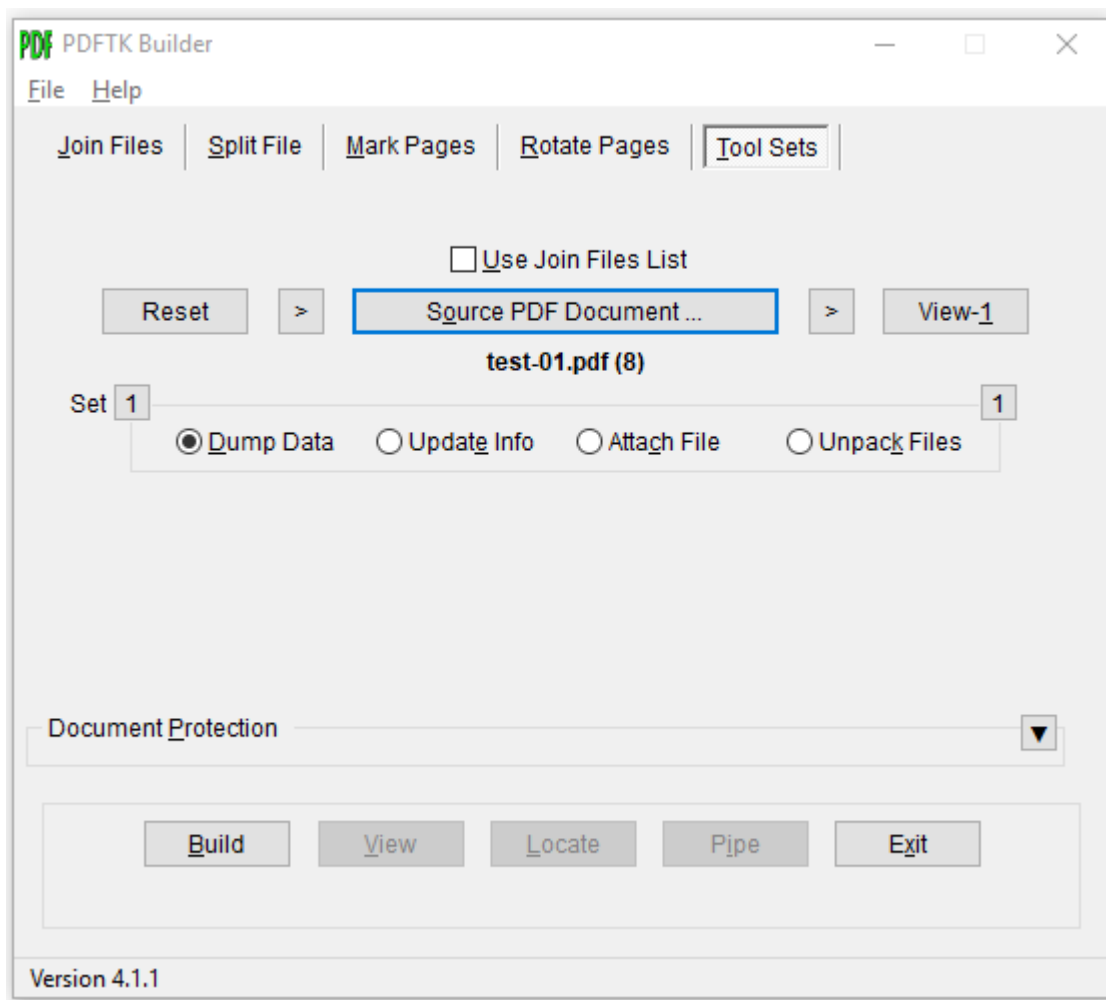 PDF PDFTK Builder
File Help
Join Files Split File Mark Pages Rotate Pages Tool Sets
Use Join Files List
Reset > Source PDF Document ... > View-1
test-01.pdf (8)
Set 1 1
Dump Data Update Info Attach File Unpack Files
Document Protection
Build View Locate Pipe Exit
Version 4.1.1